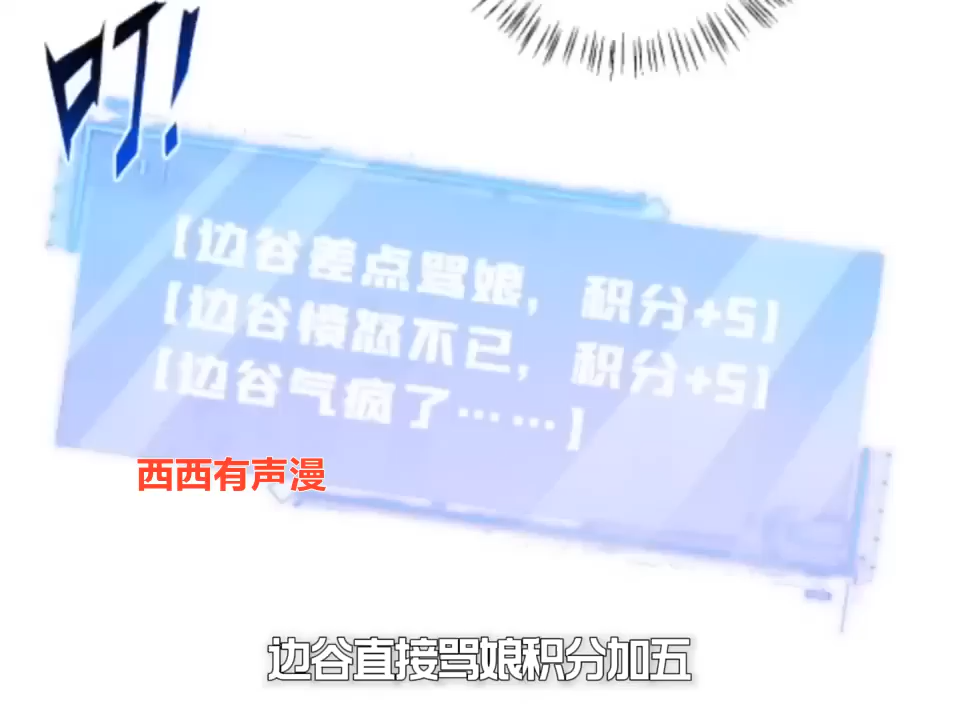 叮！
【边谷差点骂娘，积分+5】
【边谷愤怒不已，积分+5】
【边谷气疯了……】
西西有声漫
边谷直接骂娘积分加五